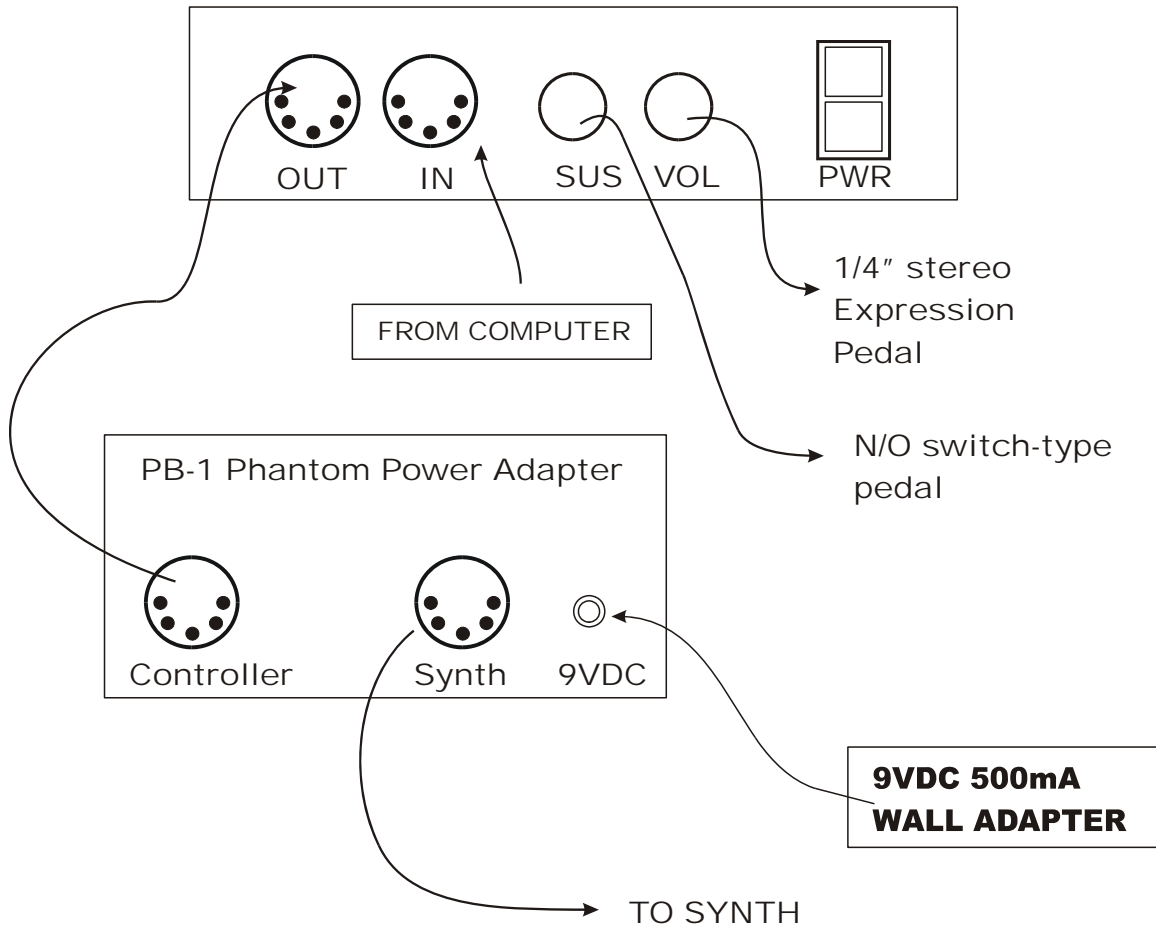 OUT IN SUS VOL PWR
1/4" stereo
Expression
Pedal
FROM COMPUTER
N/O switch-type
pedal
PB-1 Phantom Power Adapter
Controller Synth 9VDC
9VDC 500mA
WALL ADAPTER
TO SYNTH